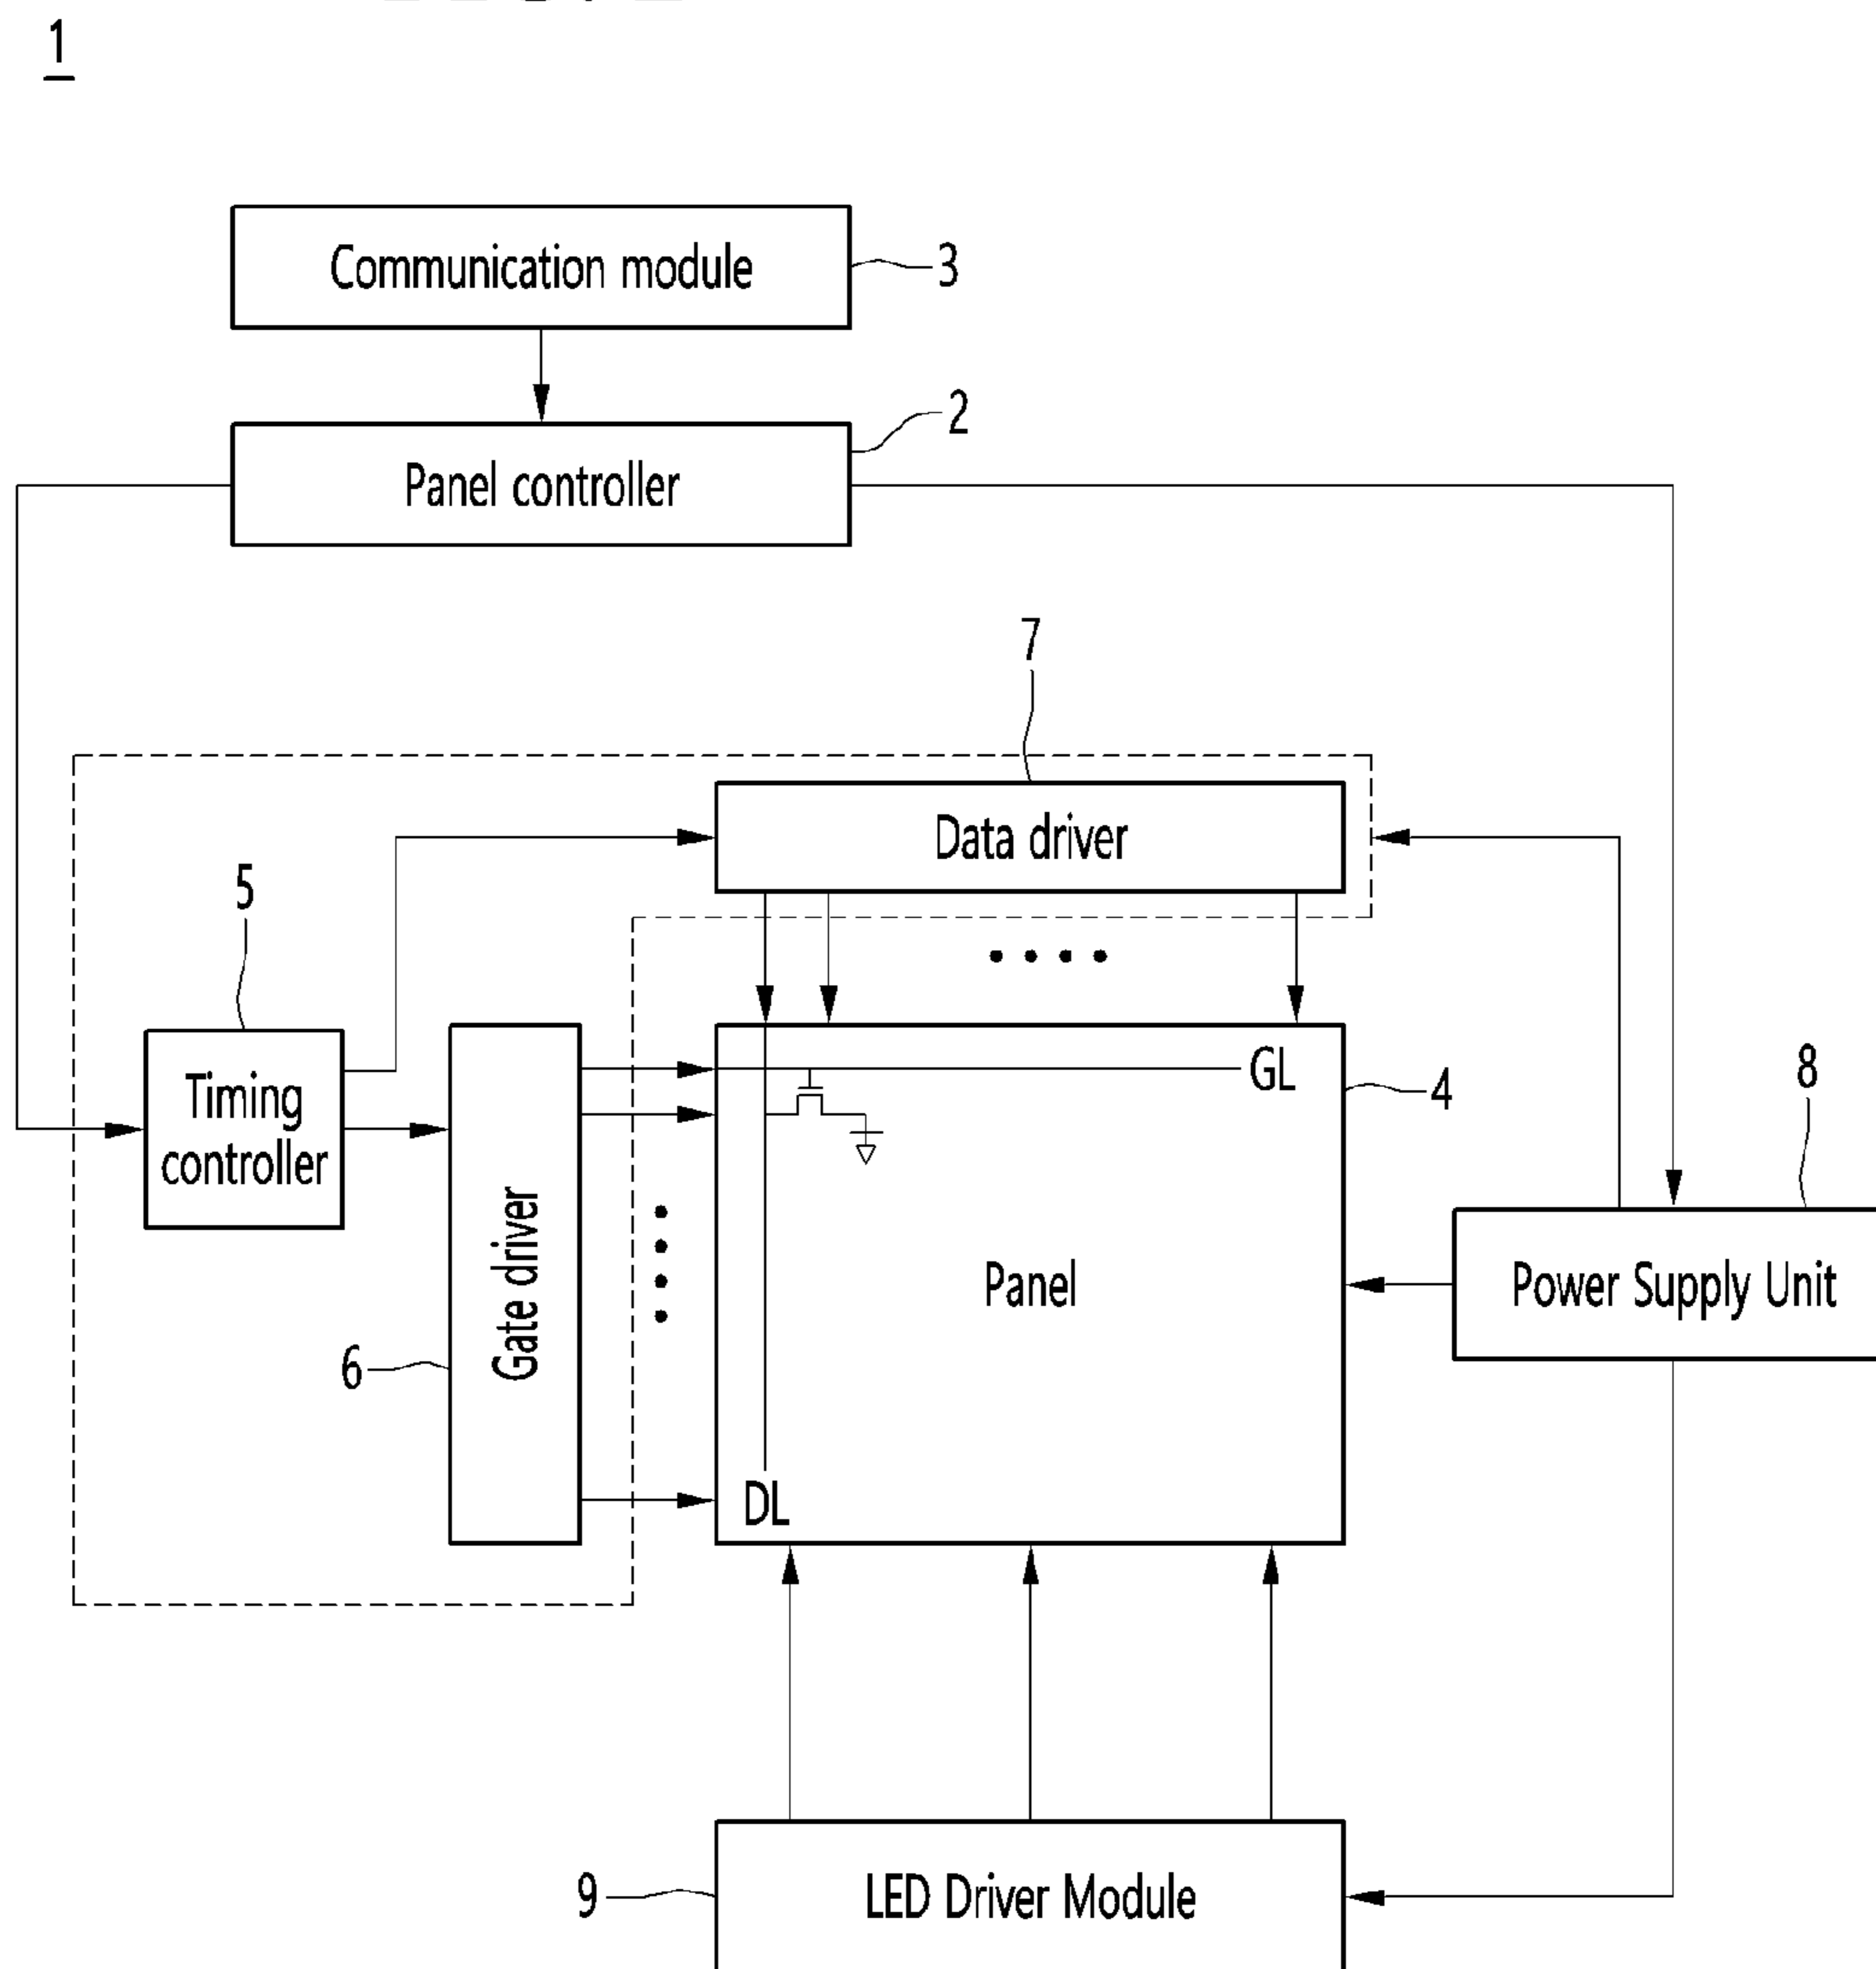 1
Communication module
3
2
Panel controller
7
Data driver
5
Timing
controller
GL
4
8
Gate driver
6
Panel
Power Supply Unit
DL
9
LED Driver Module